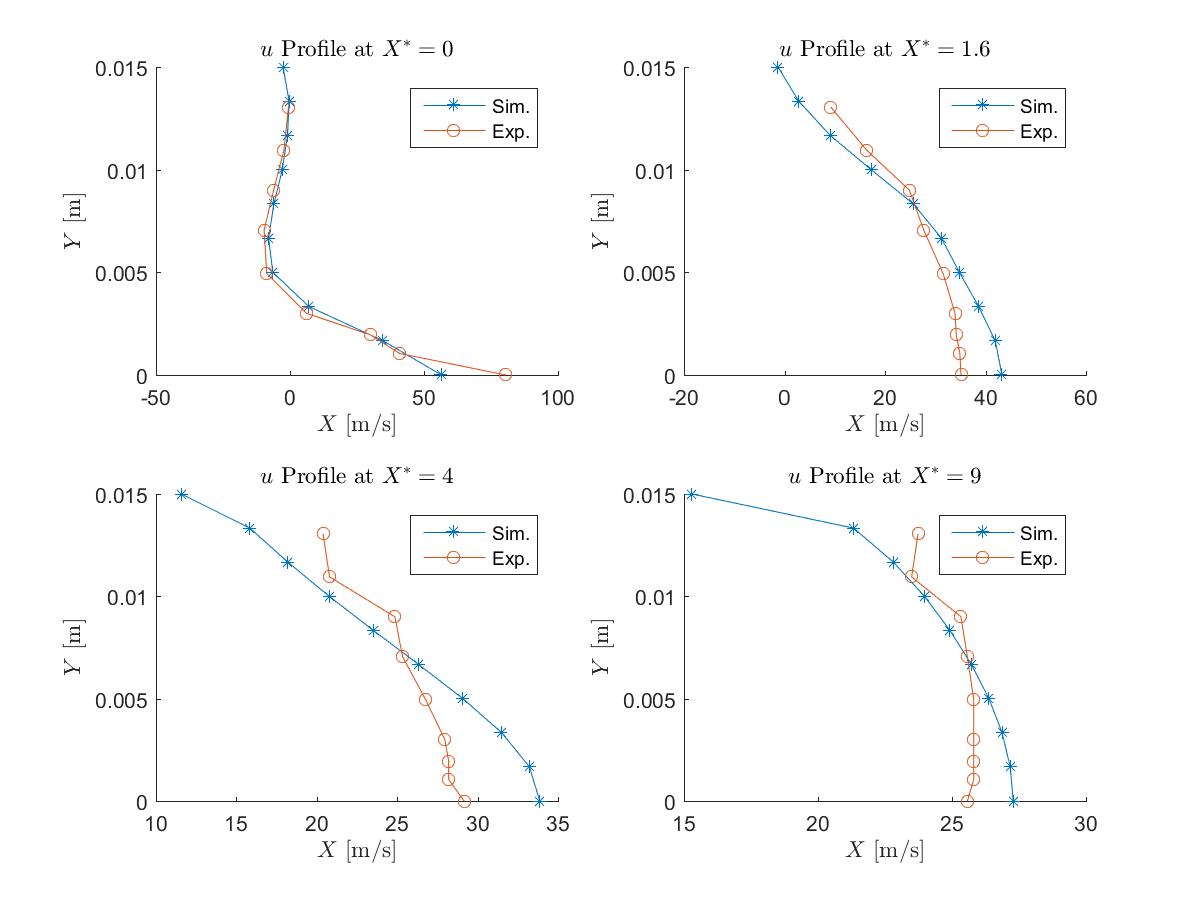 u Profile at X* = 0
0.015
0.01
0.005
0
Y [m]
-50 0 50 100
X [m/s]
Sim.
Exp.
u Profile at X* = 1.6
0.015
0.01
0.005
0
Y [m]
-20 0 20 40 60
X [m/s]
Sim.
Exp.
u Profile at X* = 4
0.015
0.01
0.005
0
Y [m]
10 15 20 25 30 35
X [m/s]
Sim.
Exp.
u Profile at X* = 9
0.015
0.01
0.005
0
Y [m]
15 20 25 30
X [m/s]
Sim.
Exp.